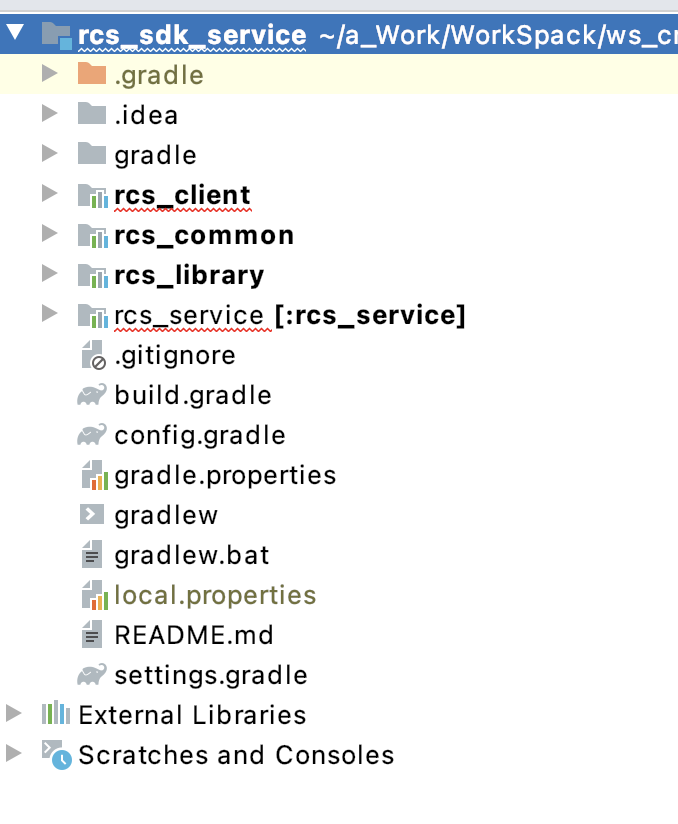 rcs_sdk_service ~/a_Work/WorkSpack/ws_cr
.gradle
.idea
gradle
rcs_client
rcs_common
rcs_library
rcs_service [:rcs_service]
.gitignore
build.gradle
config.gradle
gradle.properties
gradlew
gradlew.bat
local.properties
README.md
settings.gradle
External Libraries
Scratches and Consoles